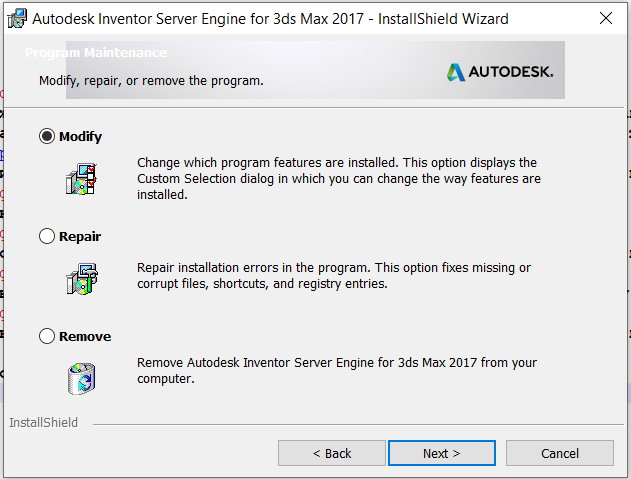 Autodesk Inventor Server Engine for 3ds Max 2017 - InstallShield Wizard
Program Maintenance
Modify, repair, or remove the program.
AUTODESK.
Modify
Change which program features are installed. This option displays the
Custom Selection dialog in which you can change the way features are
installed.
Repair
Repair installation errors in the program. This option fixes missing or
corrupt files, shortcuts, and registry entries.
Remove
Remove Autodesk Inventor Server Engine for 3ds Max 2017 from your
computer.
InstallShield
< Back
Next >
Cancel